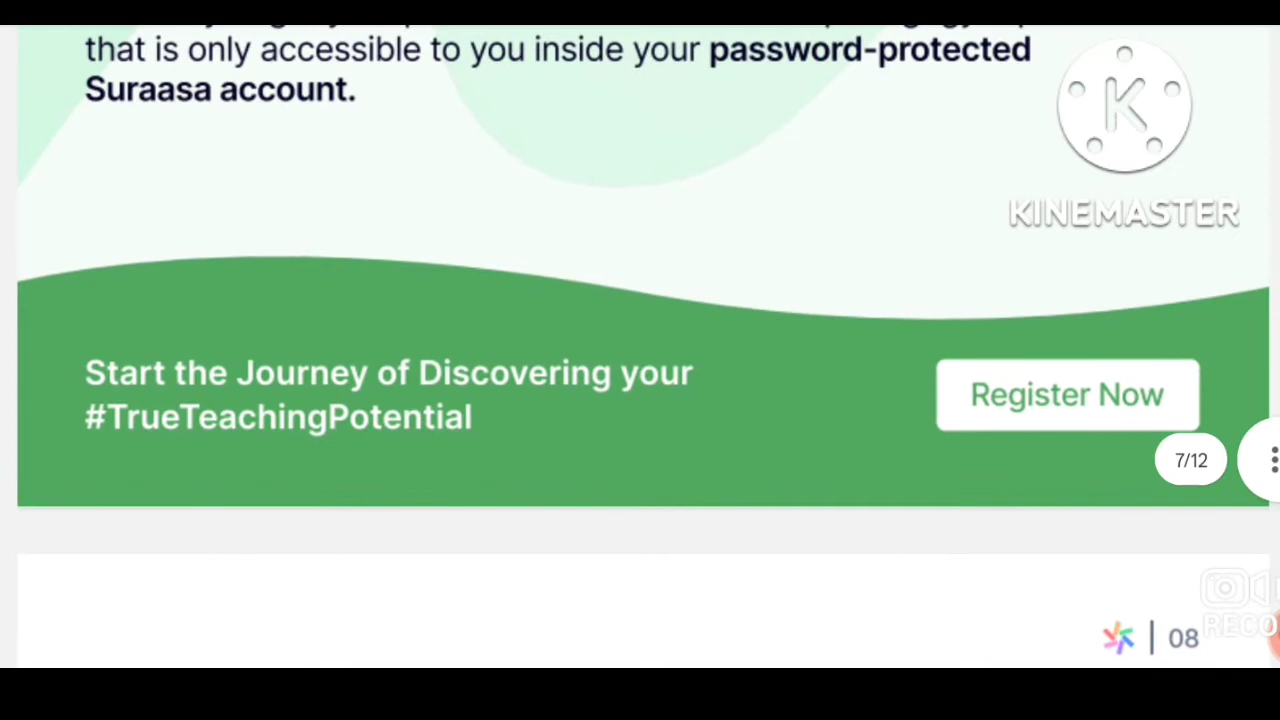 that is only accessible to you inside your password-protected
Suraasa account.
K
KINEMASTER
Start the Journey of Discovering your
#TrueTeachingPotential
Register Now
7/12
RECO
08